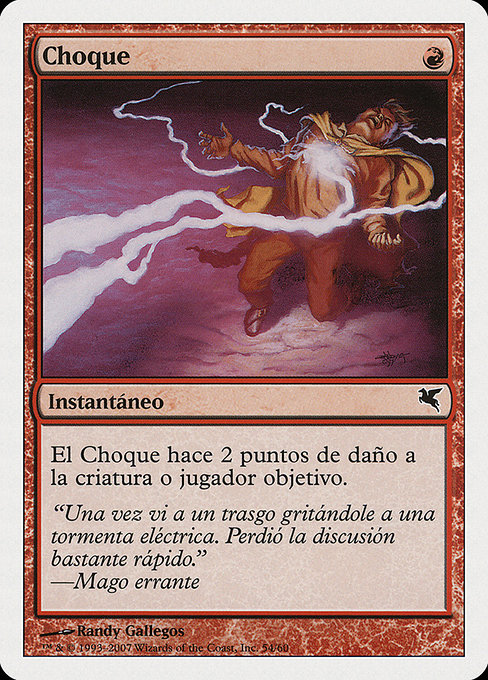 Choque
Instantáneo
El Choque hace 2 puntos de daño a
la criatura o jugador objetivo.
“Una vez vi a un trasgo gritándole a una
tormenta eléctrica. Perdió la discusión
bastante rápido.”
—Mago errante
Randy Gallegos
™ & © 1993-2007 Wizards of the Coast, Inc. 54/60